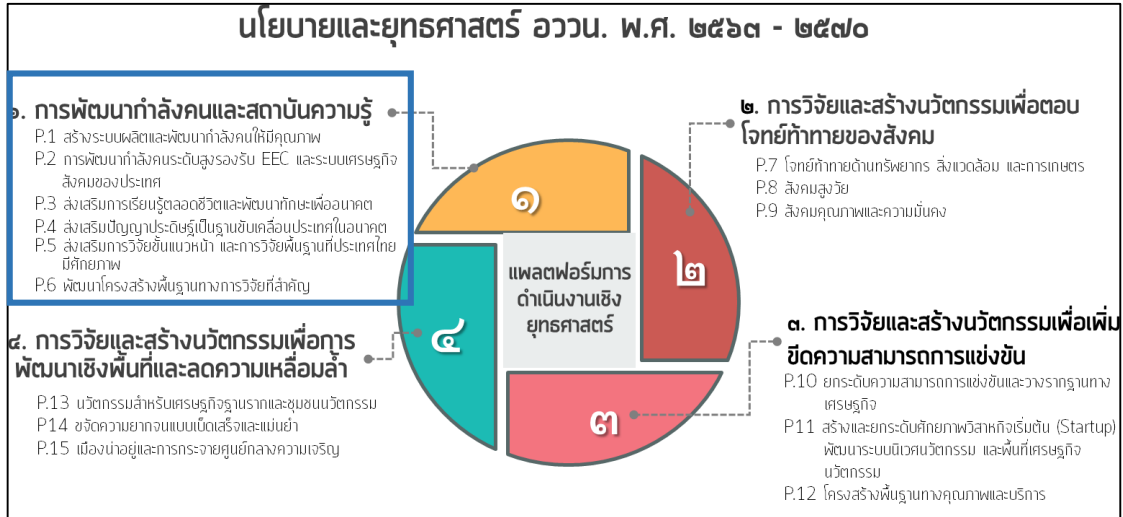 นโยบายและยุทธศาสตร์ อววน. พ.ศ. ๒๕๖๓ - ๒๕๗๐
๑. การพัฒนากำลังคนและสถาบันความรู้
P.1 สร้างระบบผลิตและพัฒนากำลังคนให้มีคุณภาพ
P.2 การพัฒนากำลังคนระดับสูงรองรับ EEC และระบบเศรษฐกิจ
สังคมของประเทศ
P.3 ส่งเสริมการเรียนรู้ตลอดชีวิตและพัฒนาทักษะเพื่ออนาคต
P.4 ส่งเสริมปัญญาประดิษฐ์เป็นฐานขับเคลื่อนประเทศในอนาคต
P.5 ส่งเสริมการวิจัยขั้นแนวหน้า และการวิจัยพื้นฐานที่ประเทศไทย
มีศักยภาพ
P.6 พัฒนาโครงสร้างพื้นฐานทางการวิจัยที่สำคัญ
๒. การวิจัยและสร้างนวัตกรรมเพื่อตอบ
โจทย์ท้าทายของสังคม
P.7 โจทย์ท้าทายด้านทรัพยากร สิ่งแวดล้อม และการเกษตร
P.8 สังคมสูงวัย
P.9 สังคมคุณภาพและความมั่นคง
๑
๒
๓
๔
แพลตฟอร์มการ
ดำเนินงานเชิง
ยุทธศาสตร์
๓. การวิจัยและสร้างนวัตกรรมเพื่อเพิ่ม
ขีดความสามารถการแข่งขัน
P.10 ยกระดับความสามารถการแข่งขันและวางรากฐานทาง
เศรษฐกิจ
P11 สร้างและยกระดับศักยภาพวิสาหกิจเริ่มต้น (Startup)
พัฒนาระบบนิเวศนวัตกรรม และพื้นที่เศรษฐกิจ
นวัตกรรม
P.12 โครงสร้างพื้นฐานทางคุณภาพและบริการ
๔. การวิจัยและสร้างนวัตกรรมเพื่อการ
พัฒนาเชิงพื้นที่และลดความเหลื่อมล้ำ
P.13 นวัตกรรมสำหรับเศรษฐกิจฐานรากและชุมชนนวัตกรรม
P14 ขจัดความยากจนแบบเบ็ดเสร็จและแม่นยำ
P.15 เมืองน่าอยู่และการกระจายศูนย์กลางความเจริญ